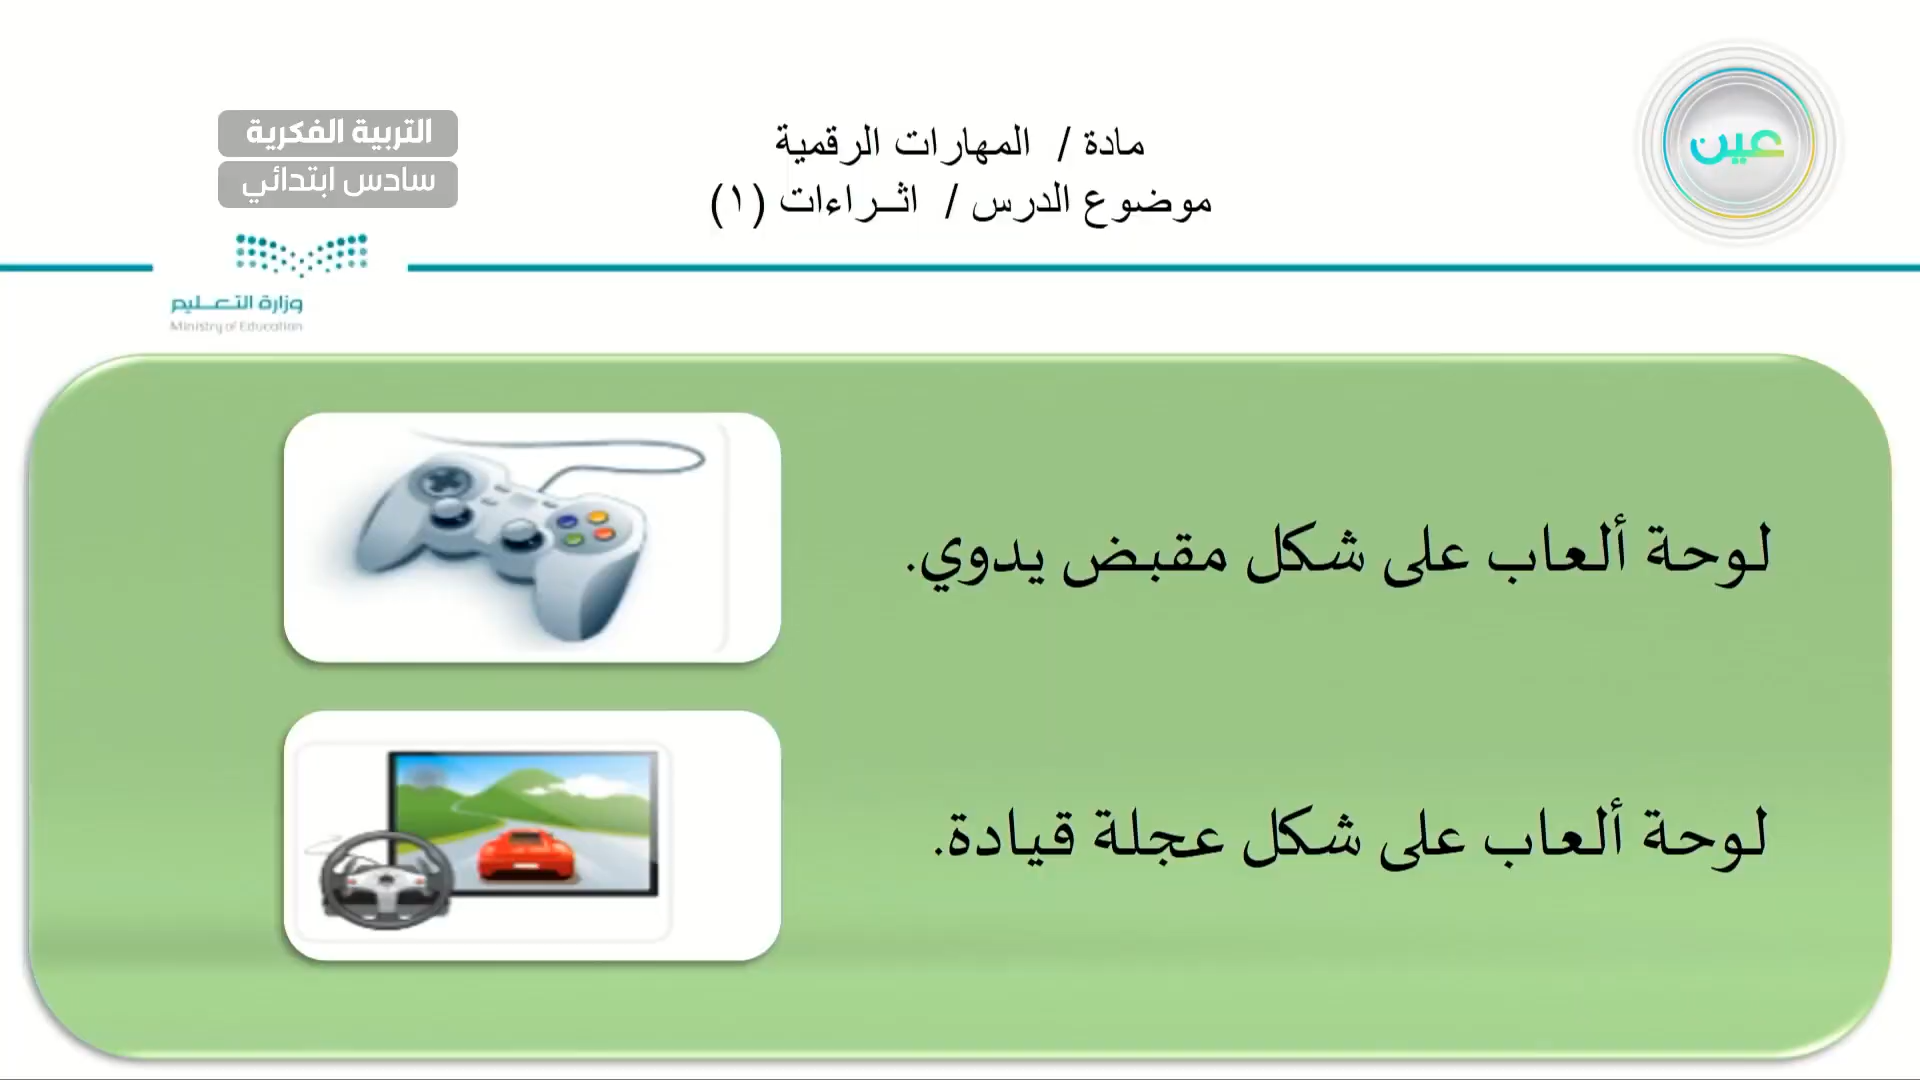 عين
مادة / المهارات الرقمية
موضوع الدرس / اثــراءات (١)
التربية الفكرية
سادس ابتدائي
وزارة التعليم
Ministry of Education
لوحة ألعاب على شكل مقبض يدوي.
لوحة ألعاب على شكل عجلة قيادة.